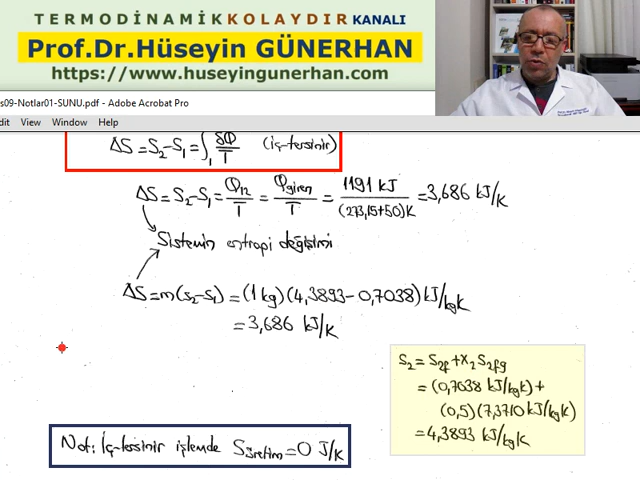 TERMODİNAMİKKOLAYDIR KANALI
Prof.Dr.Hüseyin GÜNERHAN
https://www.huseyingunerhan.com
s09-Notlar01-SUNU.pdf - Adobe Acrobat Pro
dit View Window Help
ΔS = S₂-S₁ = ∫₁ δQ/T (iç-tersinir)
ΔS = S₂-S₁ = Q₁₂/T = Qgiren/T = 1191 kJ/(273,15+50)K = 3,686 kJ/K
Sistemin entropi değişimi
ΔS = m(s₂-s₁) = (1 kg)(4,3893-0,7038) kJ/kgK
= 3,686 kJ/K
S₂ = S₂f + x₂ S₂fg
= (0,7038 kJ/kgK) +
(0,5)(7,3710 kJ/kgK)
= 4,3893 kJ/kgK
Not: İç-tersinir işlemde Süretim = 0 J/K